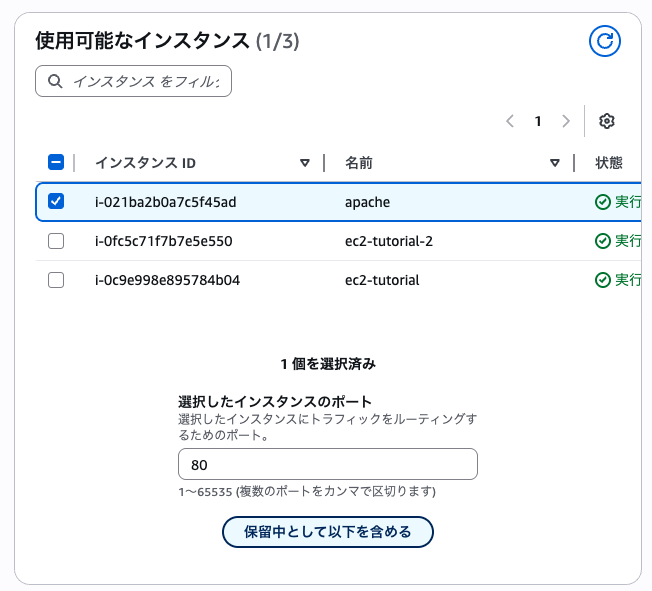 使用可能なインスタンス (1/3)
インスタンス をフィルタ
1
インスタンス ID 名前 状態
i-021ba2b0a7c5f45ad apache 実行
i-0fc5c71f7b7e5e550 ec2-tutorial-2 実行
i-0c9e998e895784b04 ec2-tutorial 実行
1 個を選択済み
選択したインスタンスのポート
選択したインスタンスにトラフィックをルーティングす
るためのポート。
80
1〜65535 (複数のポートをカンマで区切ります)
保留中として以下を含める